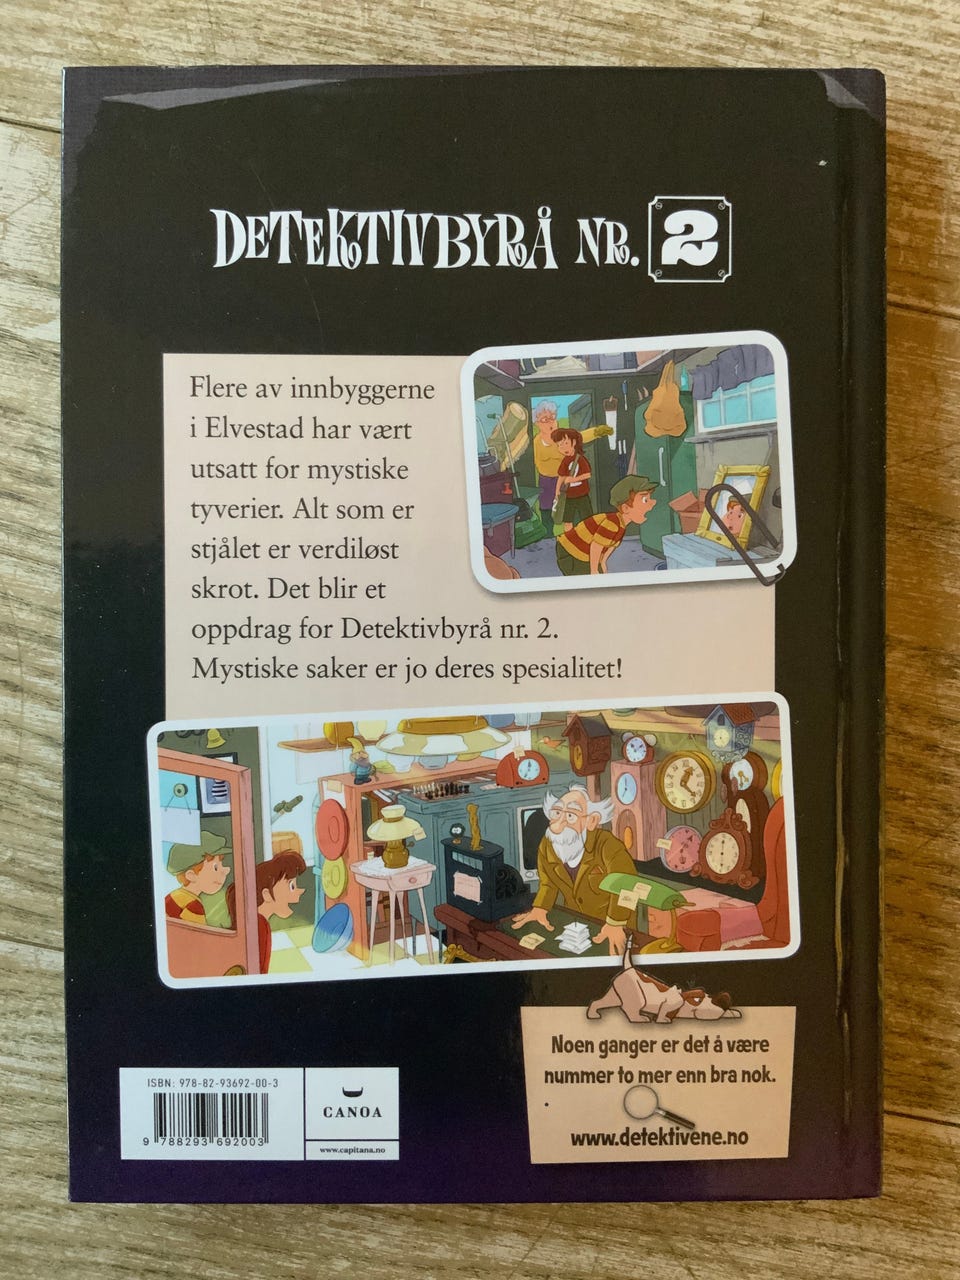 DETEKTIVBYRÅ NR. 2
Flere av innbyggerne
i Elvestad har vært
utsatt for mystiske
tyverier. Alt som er
stjålet er verdiløst
skrot. Det blir et
oppdrag for Detektivbyrå nr. 2.
Mystiske saker er jo deres spesialitet!
Noen ganger er det å være
nummer to mer enn bra nok.
www.detektivene.no
ISBN: 978-82-93692-00-3
9 788293 692003
CANOA
www.capitana.no